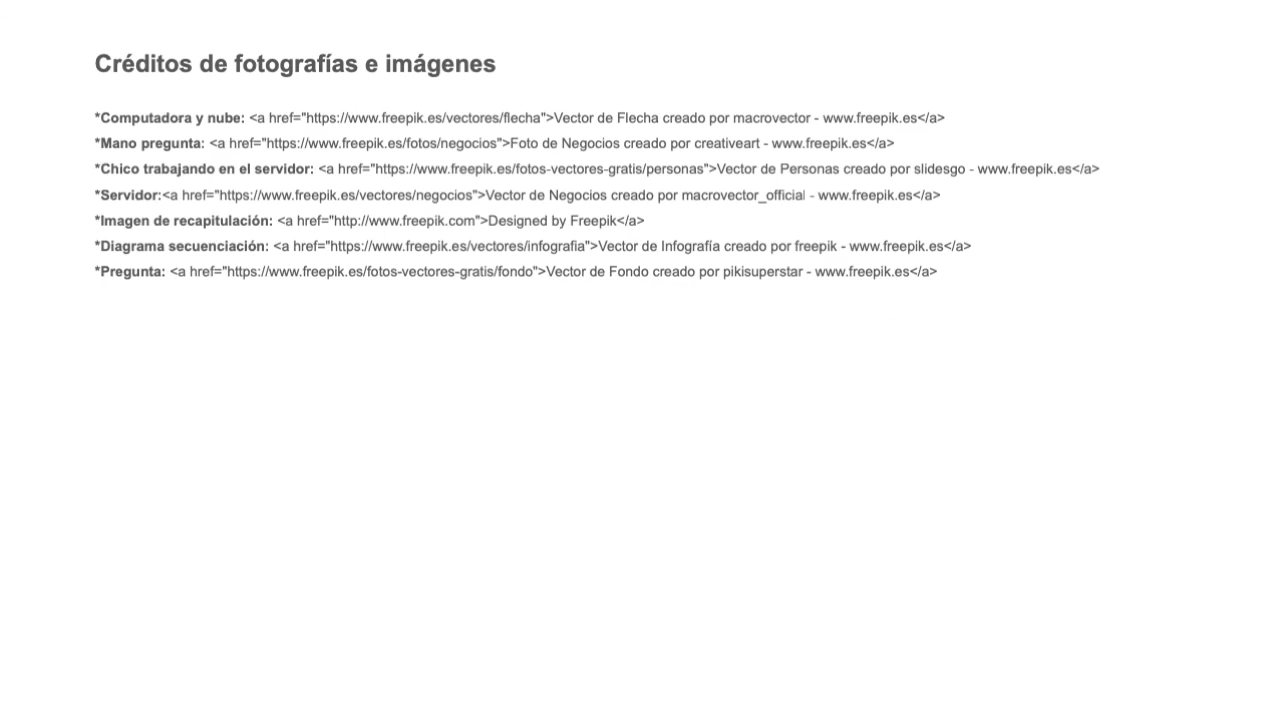 Créditos de fotografías e imágenes
*Computadora y nube: <a href="https://www.freepik.es/vectores/flecha">Vector de Flecha creado por macrovector - www.freepik.es</a>
*Mano pregunta: <a href="https://www.freepik.es/fotos/negocios">Foto de Negocios creado por creativeart - www.freepik.es</a>
*Chico trabajando en el servidor: <a href="https://www.freepik.es/fotos-vectores-gratis/personas">Vector de Personas creado por slidesgo - www.freepik.es</a>
*Servidor:<a href="https://www.freepik.es/vectores/negocios">Vector de Negocios creado por macrovector_official - www.freepik.es</a>
*Imagen de recapitulación: <a href="http://www.freepik.com">Designed by Freepik</a>
*Diagrama secuenciación: <a href="https://www.freepik.es/vectores/infografia">Vector de Infografía creado por freepik - www.freepik.es</a>
*Pregunta: <a href="https://www.freepik.es/fotos-vectores-gratis/fondo">Vector de Fondo creado por pikisuperstar - www.freepik.es</a>